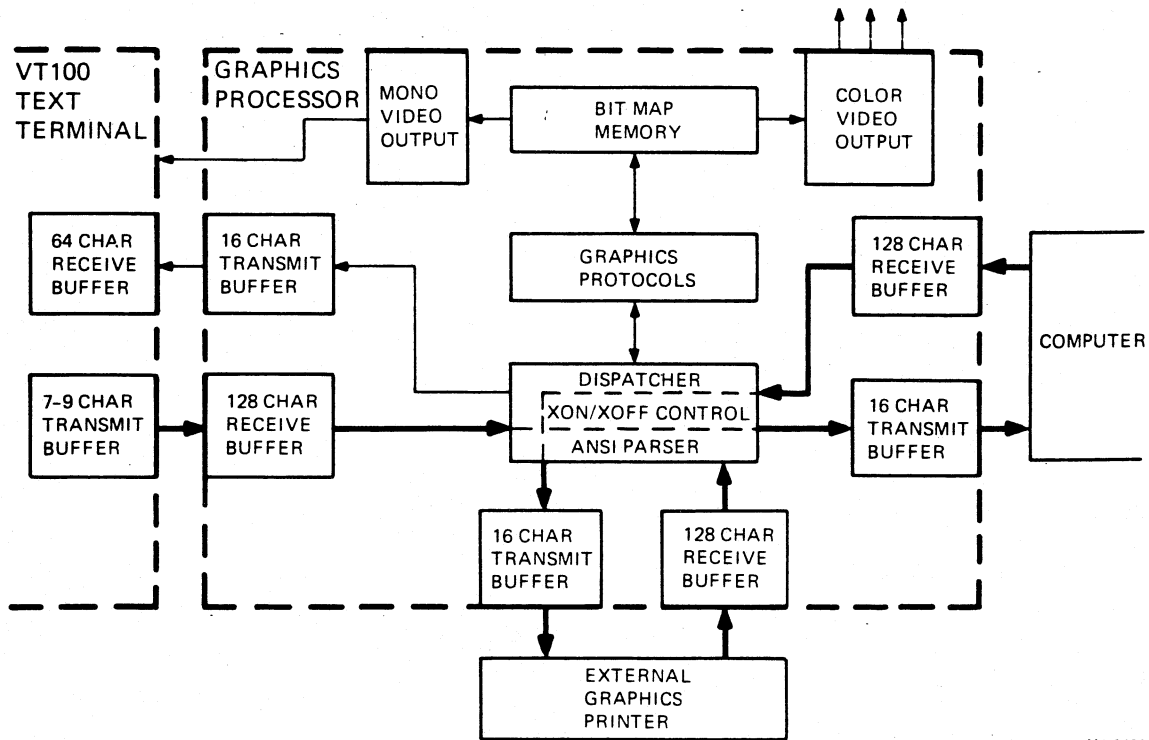 VT100
TEXT
TERMINAL
GRAPHICS
PROCESSOR
MONO
VIDEO
OUTPUT
BIT MAP
MEMORY
COLOR
VIDEO
OUTPUT
64 CHAR
RECEIVE
BUFFER
16 CHAR
TRANSMIT
BUFFER
GRAPHICS
PROTOCOLS
128 CHAR
RECEIVE
BUFFER
COMPUTER
7-9 CHAR
TRANSMIT
BUFFER
128 CHAR
RECEIVE
BUFFER
DISPATCHER
XON/XOFF CONTROL
ANSI PARSER
16 CHAR
TRANSMIT
BUFFER
16 CHAR
TRANSMIT
BUFFER
128 CHAR
RECEIVE
BUFFER
EXTERNAL
GRAPHICS
PRINTER